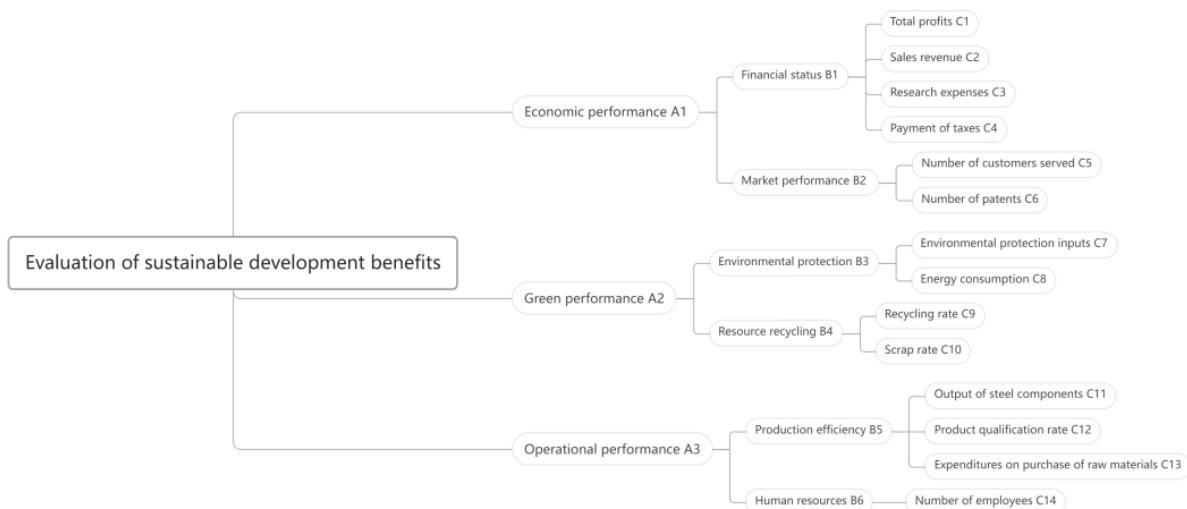 Evaluation of sustainable development benefits
Economic performance A1
Financial status B1
Total profits C1
Sales revenue C2
Research expenses C3
Payment of taxes C4
Market performance B2
Number of customers served C5
Number of patents C6
Green performance A2
Environmental protection B3
Environmental protection inputs C7
Energy consumption C8
Resource recycling B4
Recycling rate C9
Scrap rate C10
Operational performance A3
Production efficiency B5
Output of steel components C11
Product qualification rate C12
Expenditures on purchase of raw materials C13
Human resources B6
Number of employees C14